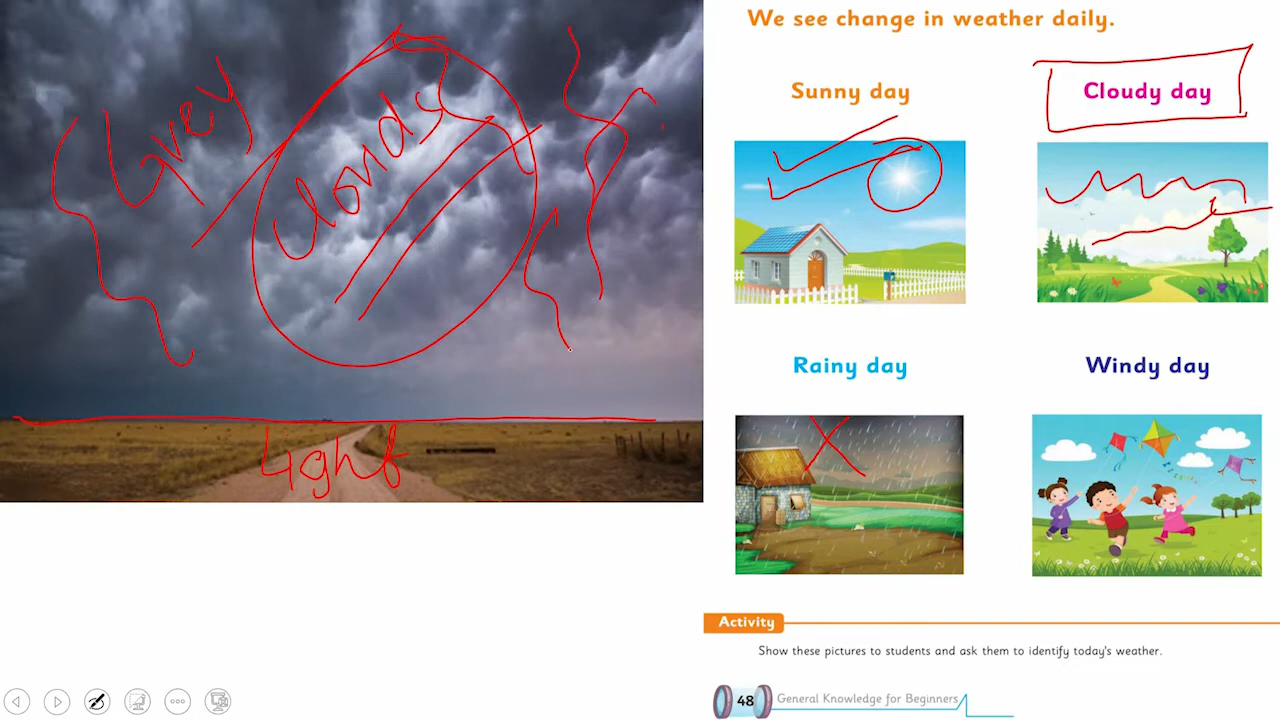 Grey
Clouds
Light
We see change in weather daily.
Sunny day
Cloudy day
Rainy day
Windy day
Activity
Show these pictures to students and ask them to identify today's weather.
48
General Knowledge for Beginners